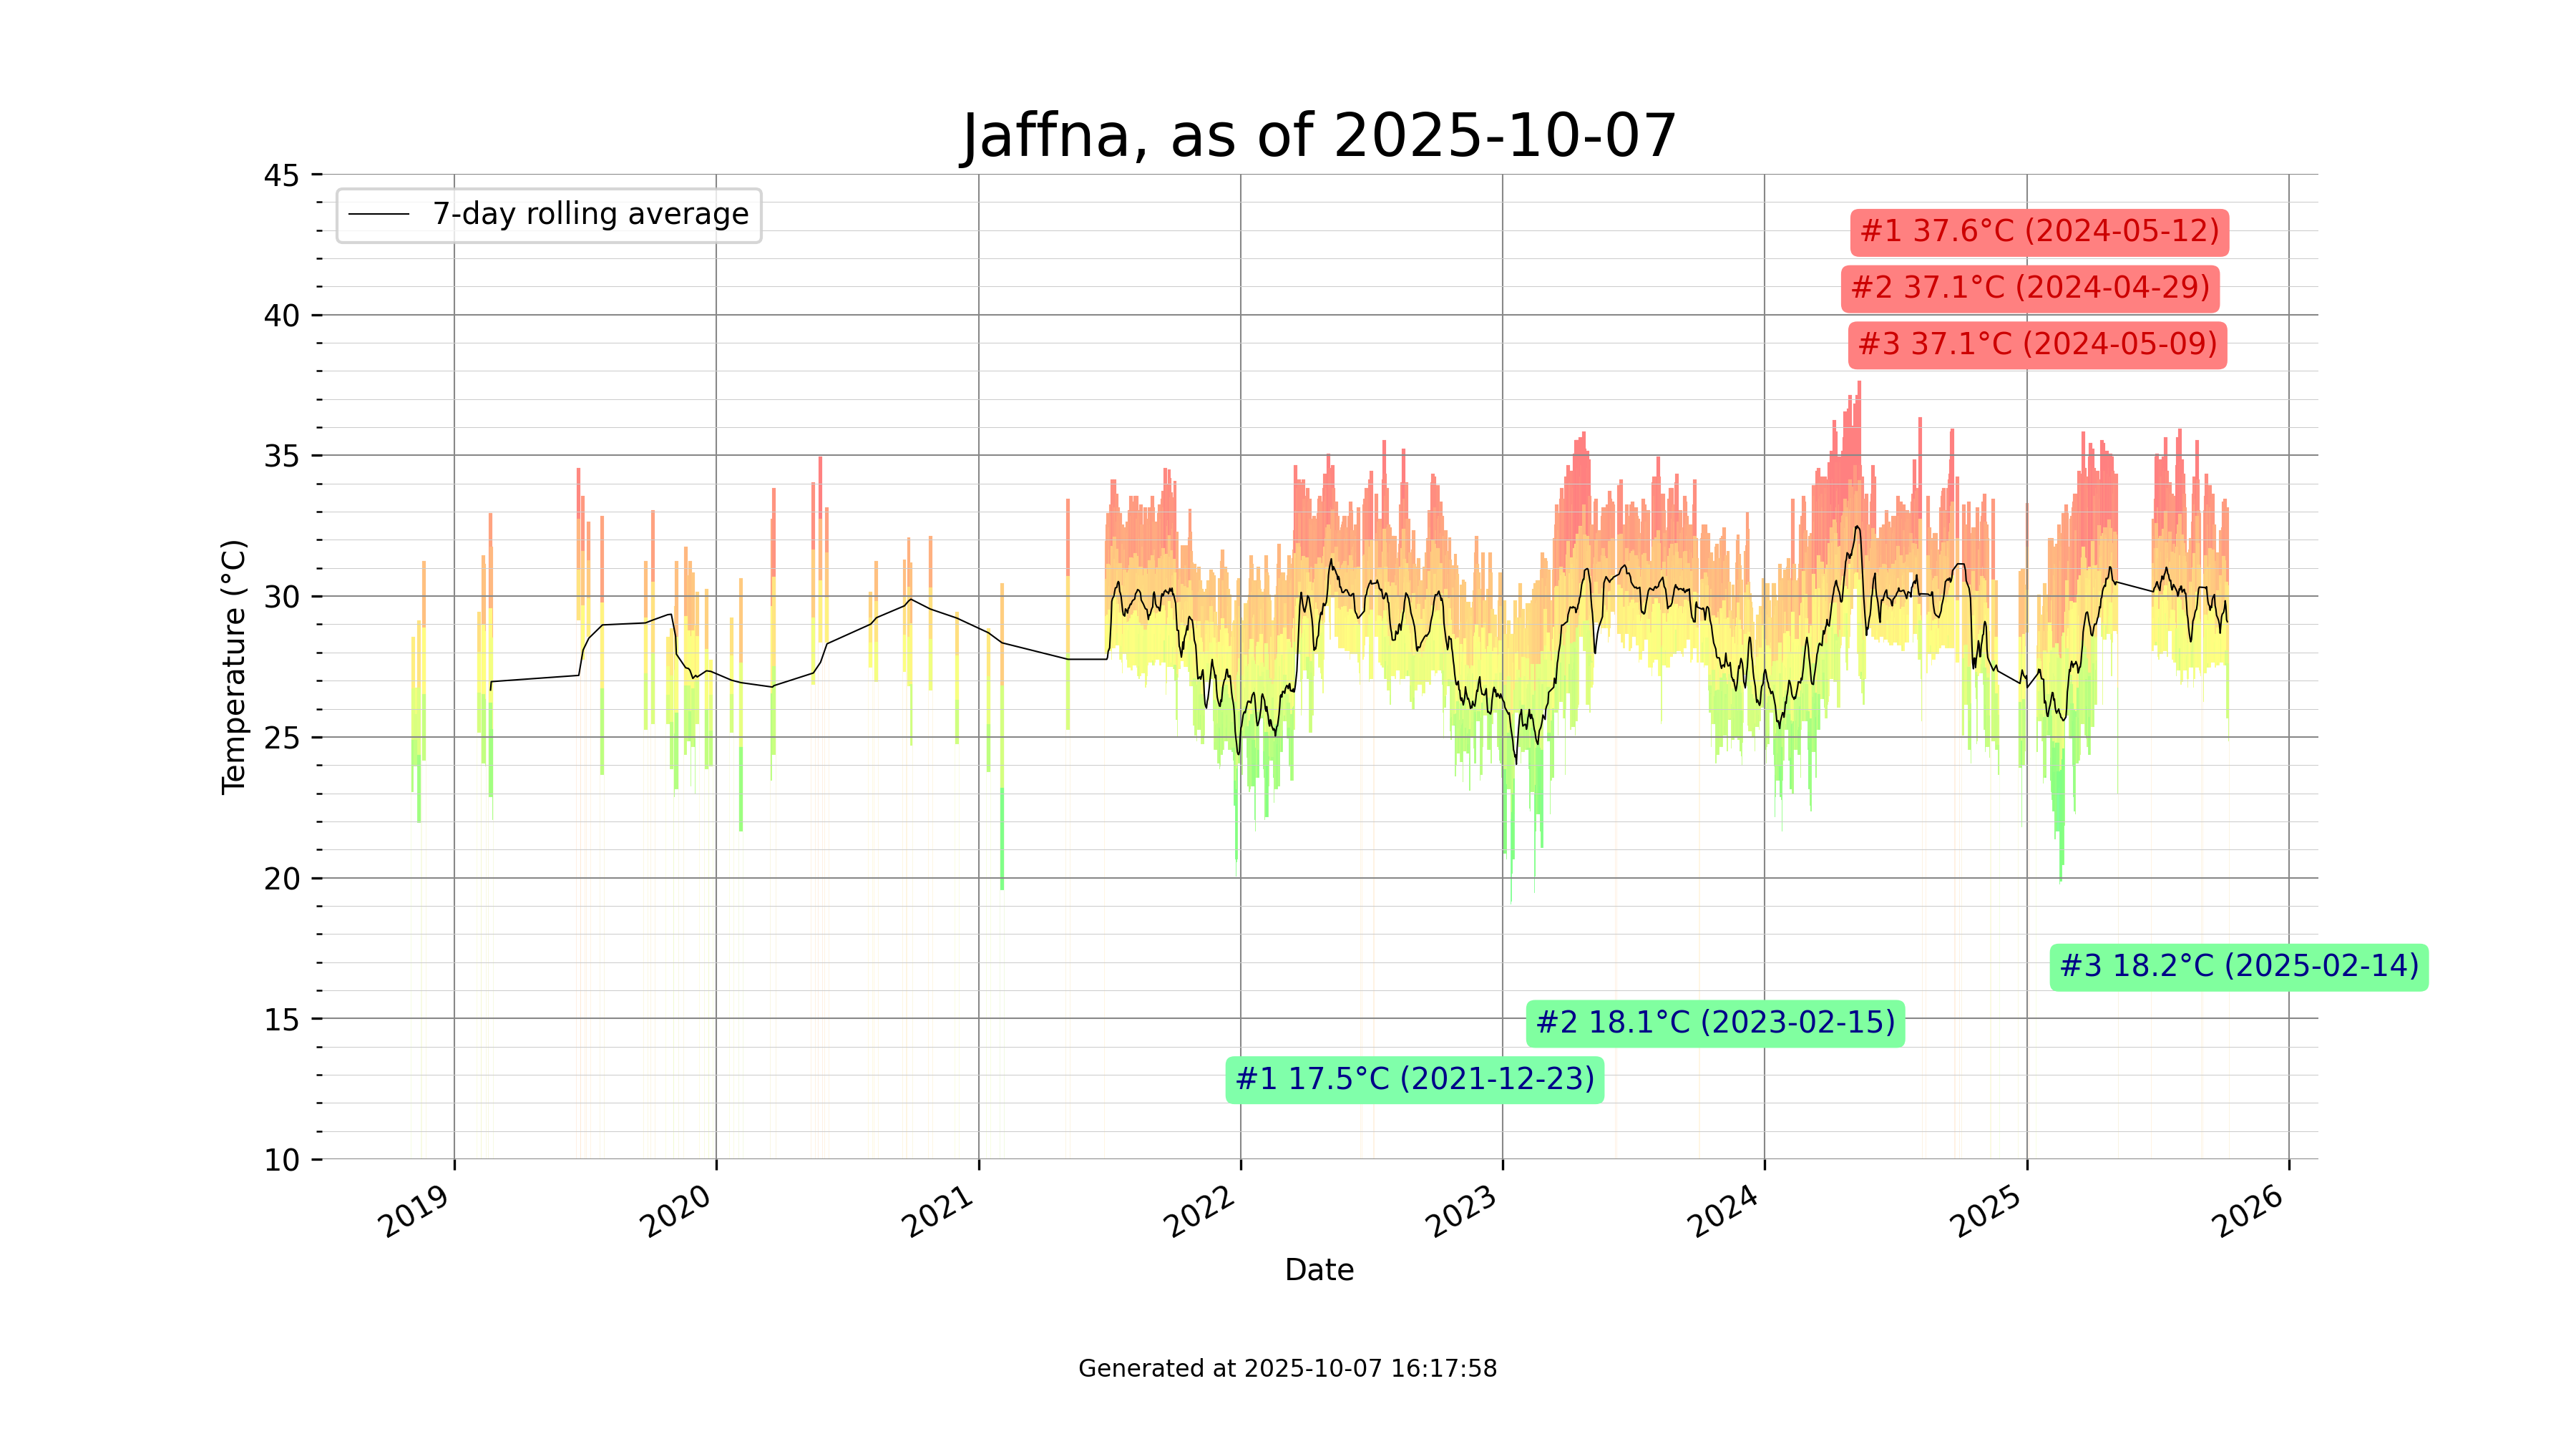 Jaffna, as of 2025-10-07
45
40
35
30
25
20
15
10
Temperature (°C)
7-day rolling average
#1 37.6°C (2024-05-12)
#2 37.1°C (2024-04-29)
#3 37.1°C (2024-05-09)
#3 18.2°C (2025-02-14)
#2 18.1°C (2023-02-15)
#1 17.5°C (2021-12-23)
2019
2020
2021
2022
2023
2024
2025
2026
Date
Generated at 2025-10-07 16:17:58